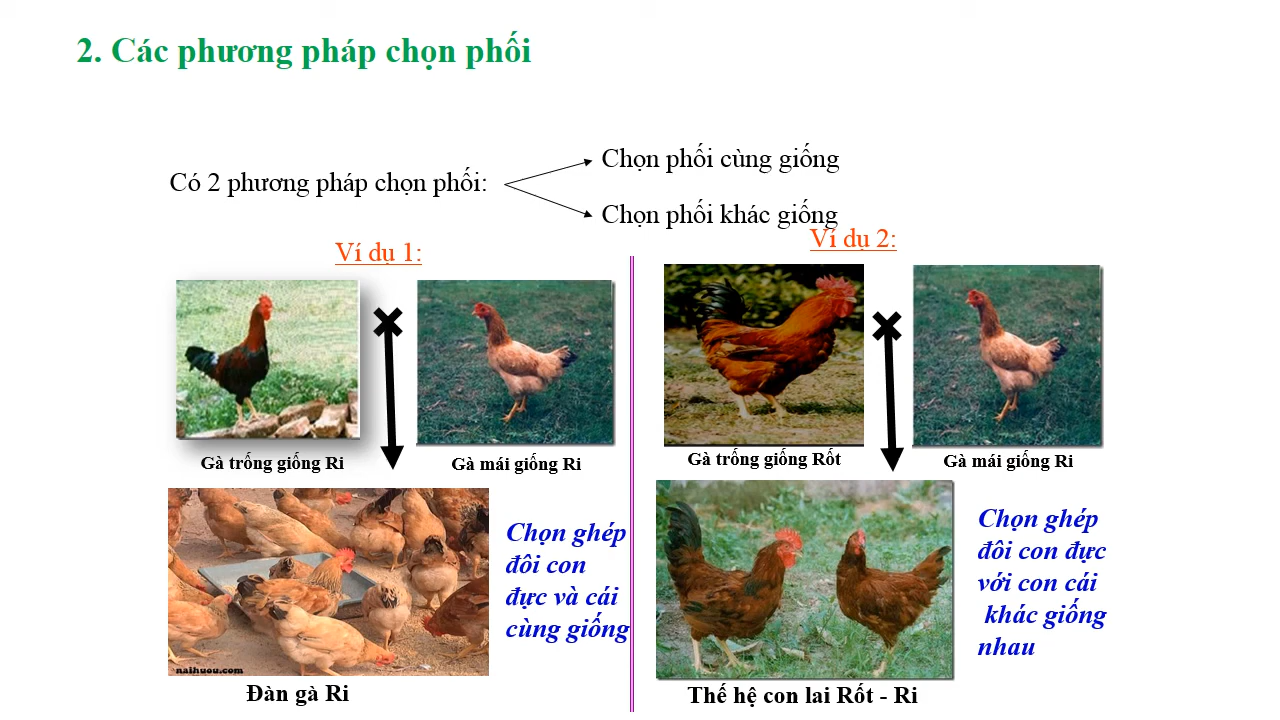 2. Các phương pháp chọn phối
Có 2 phương pháp chọn phối:
Chọn phối cùng giống
Chọn phối khác giống
Ví dụ 1:
Gà trống giống Ri
Gà mái giống Ri
naihuou.com
Đàn gà Ri
Chọn ghép
đôi con
đực và cái
cùng giống
Ví dụ 2:
Gà trống giống Rốt
Gà mái giống Ri
Thế hệ con lai Rốt - Ri
Chọn ghép
đôi con đực
với con cái
khác giống
nhau